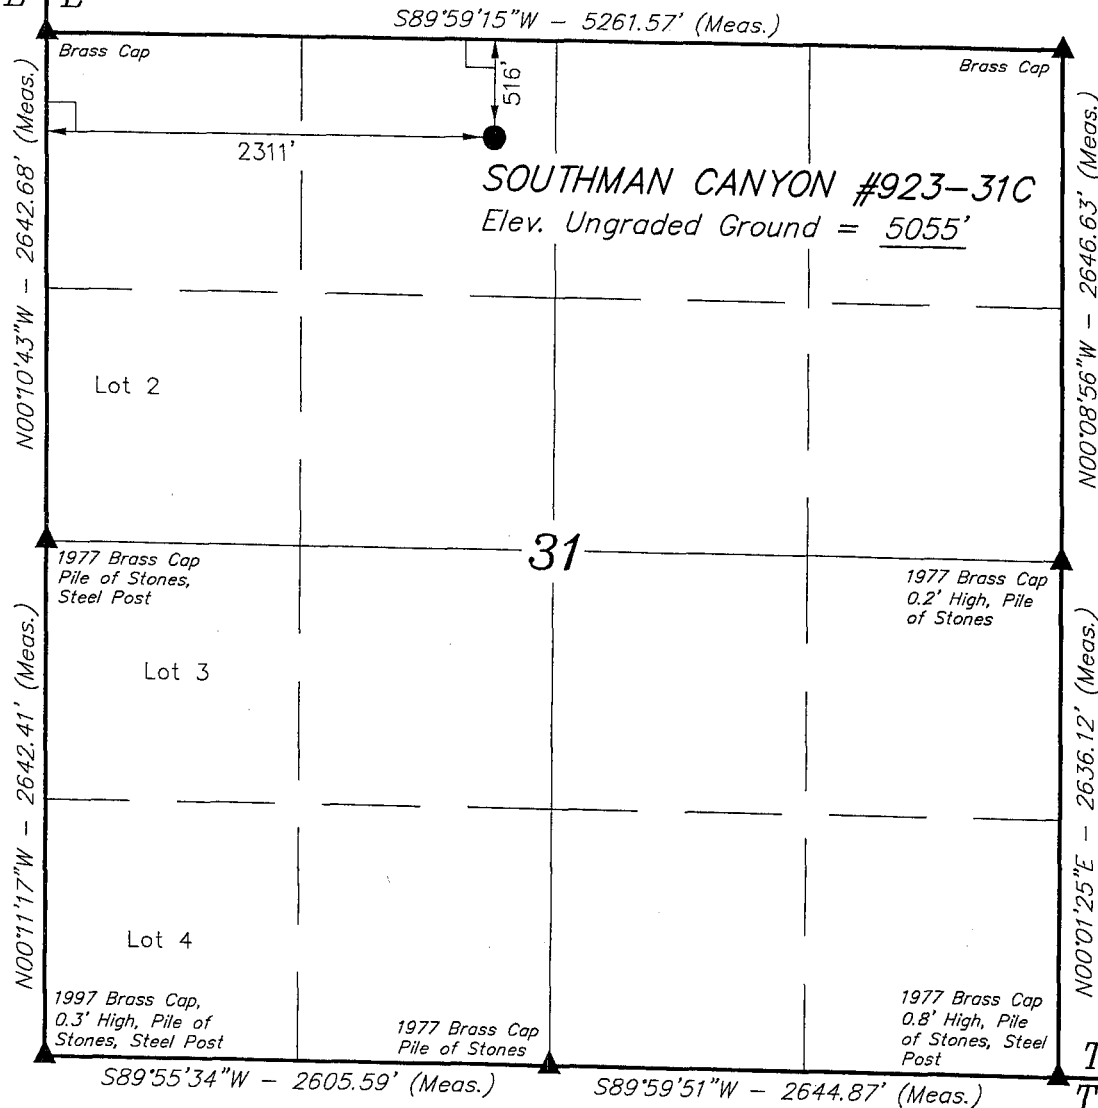 S89°59'15"W - 5261.57' (Meas.)
Brass Cap
Brass Cap
N00°10'43"W - 2642.68' (Meas.)
516'
2311'
SOUTHMAN CANYON #923-31C
Elev. Ungraded Ground = 5055'
N00°08'56"W - 2646.63' (Meas.)
Lot 2
31
1977 Brass Cap
Pile of Stones,
Steel Post
1977 Brass Cap
0.2' High, Pile
of Stones
Lot 3
N00°11'17"W - 2642.41' (Meas.)
N00°01'25"E - 2636.12' (Meas.)
Lot 4
1997 Brass Cap,
0.3' High, Pile of
Stones, Steel Post
1977 Brass Cap
Pile of Stones
1977 Brass Cap
0.8' High, Pile
of Stones, Steel
Post
T
T
S89°55'34"W - 2605.59' (Meas.)
S89°59'51"W - 2644.87' (Meas.)